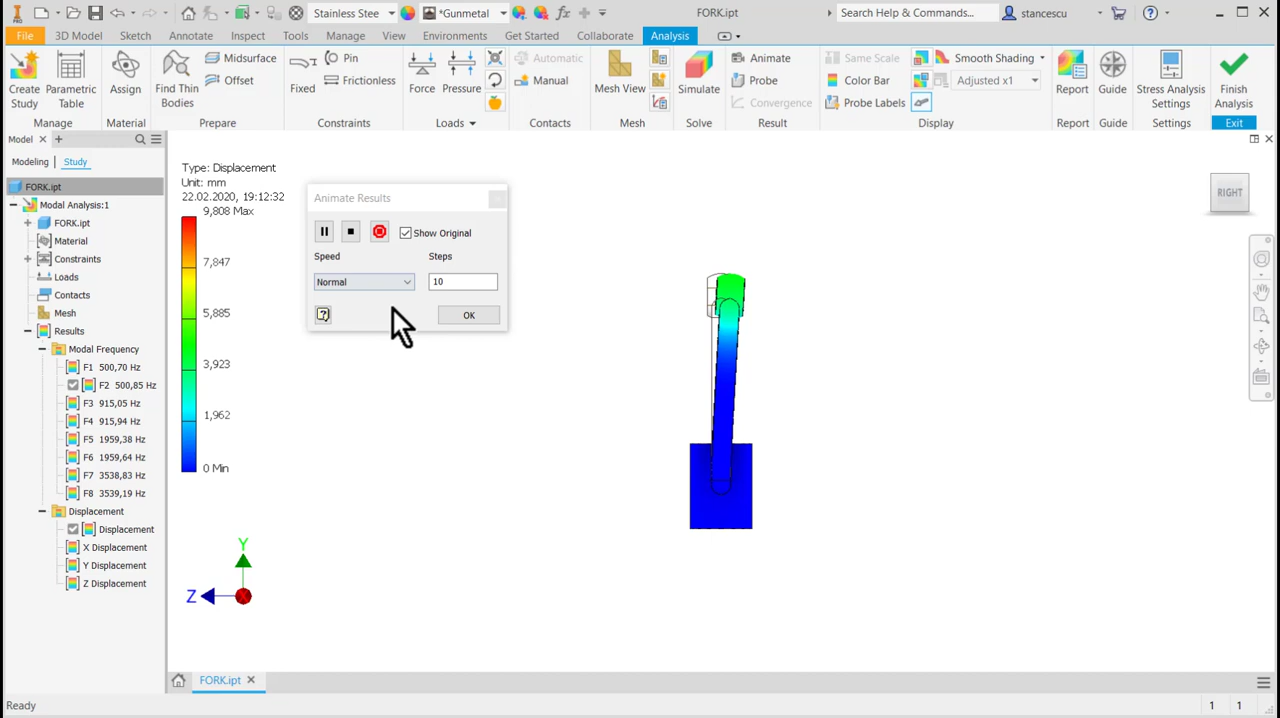 PRO
Stainless Stee
*Gunmetal
FORK.ipt
Search Help & Commands...
stancescu
File
3D Model
Sketch
Annotate
Inspect
Tools
Manage
View
Environments
Get Started
Collaborate
Analysis
Create Study
Parametric Table
Manage
Assign
Material
Find Thin Bodies
Midsurface
Offset
Prepare
Fixed
Pin
Frictionless
Constraints
Force
Pressure
Loads
Automatic
Manual
Contacts
Mesh View
Mesh
Simulate
Solve
Animate
Probe
Convergence
Result
Same Scale
Color Bar
Probe Labels
Smooth Shading
Adjusted x1
Display
Report
Report
Guide
Guide
Stress Analysis Settings
Settings
Finish Analysis
Exit
Model
Modeling
Study
FORK.ipt
Modal Analysis:1
FORK.ipt
Material
Constraints
Loads
Contacts
Mesh
Results
Modal Frequency
F1 500,70 Hz
F2 500,85 Hz
F3 915,05 Hz
F4 915,94 Hz
F5 1959,38 Hz
F6 1959,64 Hz
F7 3538,83 Hz
F8 3539,19 Hz
Displacement
Displacement
X Displacement
Y Displacement
Z Displacement
Type: Displacement
Unit: mm
22.02.2020, 19:12:32
9,808 Max
7,847
5,885
3,923
1,962
0 Min
Animate Results
Show Original
Speed
Steps
Normal
10
OK
RIGHT
Y
Z
X
FORK.ipt
Ready
1
1